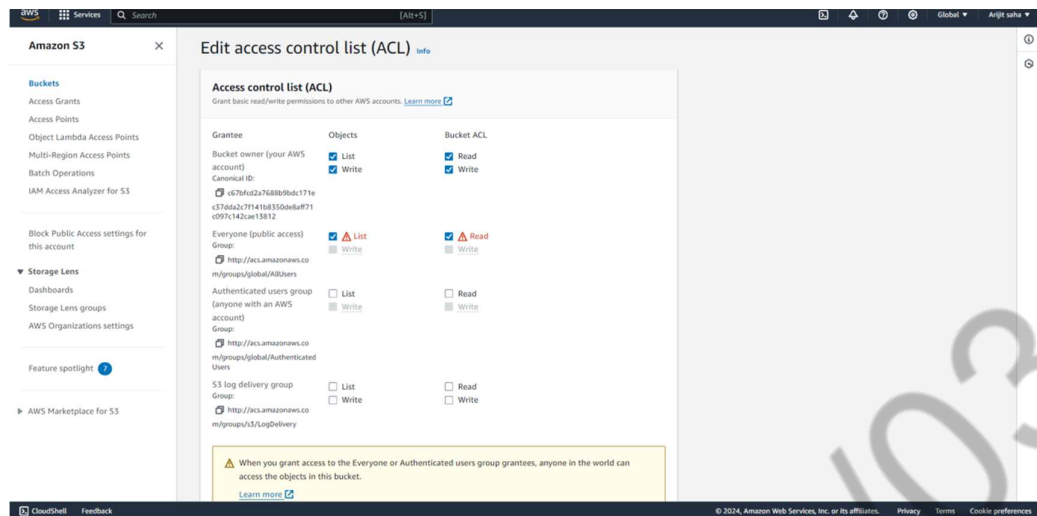 aws Services Search [Alt+S] Global Arijit saha
Amazon S3
Buckets
Access Grants
Access Points
Object Lambda Access Points
Multi-Region Access Points
Batch Operations
IAM Access Analyzer for S3
Block Public Access settings for
this account
Storage Lens
Dashboards
Storage Lens groups
AWS Organizations settings
Feature spotlight 7
AWS Marketplace for S3
Edit access control list (ACL) Info
Access control list (ACL)
Grant basic read/write permissions to other AWS accounts. Learn more
Grantee Objects Bucket ACL
Bucket owner (your AWS
account)
Canonical ID:
c67bfcd2a7688b9bdc171e
c37dda2c7f141b8350de8aff71
c097c142cae13812
List Read
Write Write
Everyone (public access)
Group:
http://acs.amazonaws.co
m/groups/global/AllUsers
List Read
Write Write
Authenticated users group
(anyone with an AWS
account)
Group:
http://acs.amazonaws.co
m/groups/global/Authenticated
Users
List Read
Write Write
S3 log delivery group
Group:
http://acs.amazonaws.co
m/groups/s3/LogDelivery
List Read
Write Write
When you grant access to the Everyone or Authenticated users group grantees, anyone in the world can
access the objects in this bucket.
Learn more
CloudShell Feedback © 2024, Amazon Web Services, Inc. or its affiliates. Privacy Terms Cookie preferences